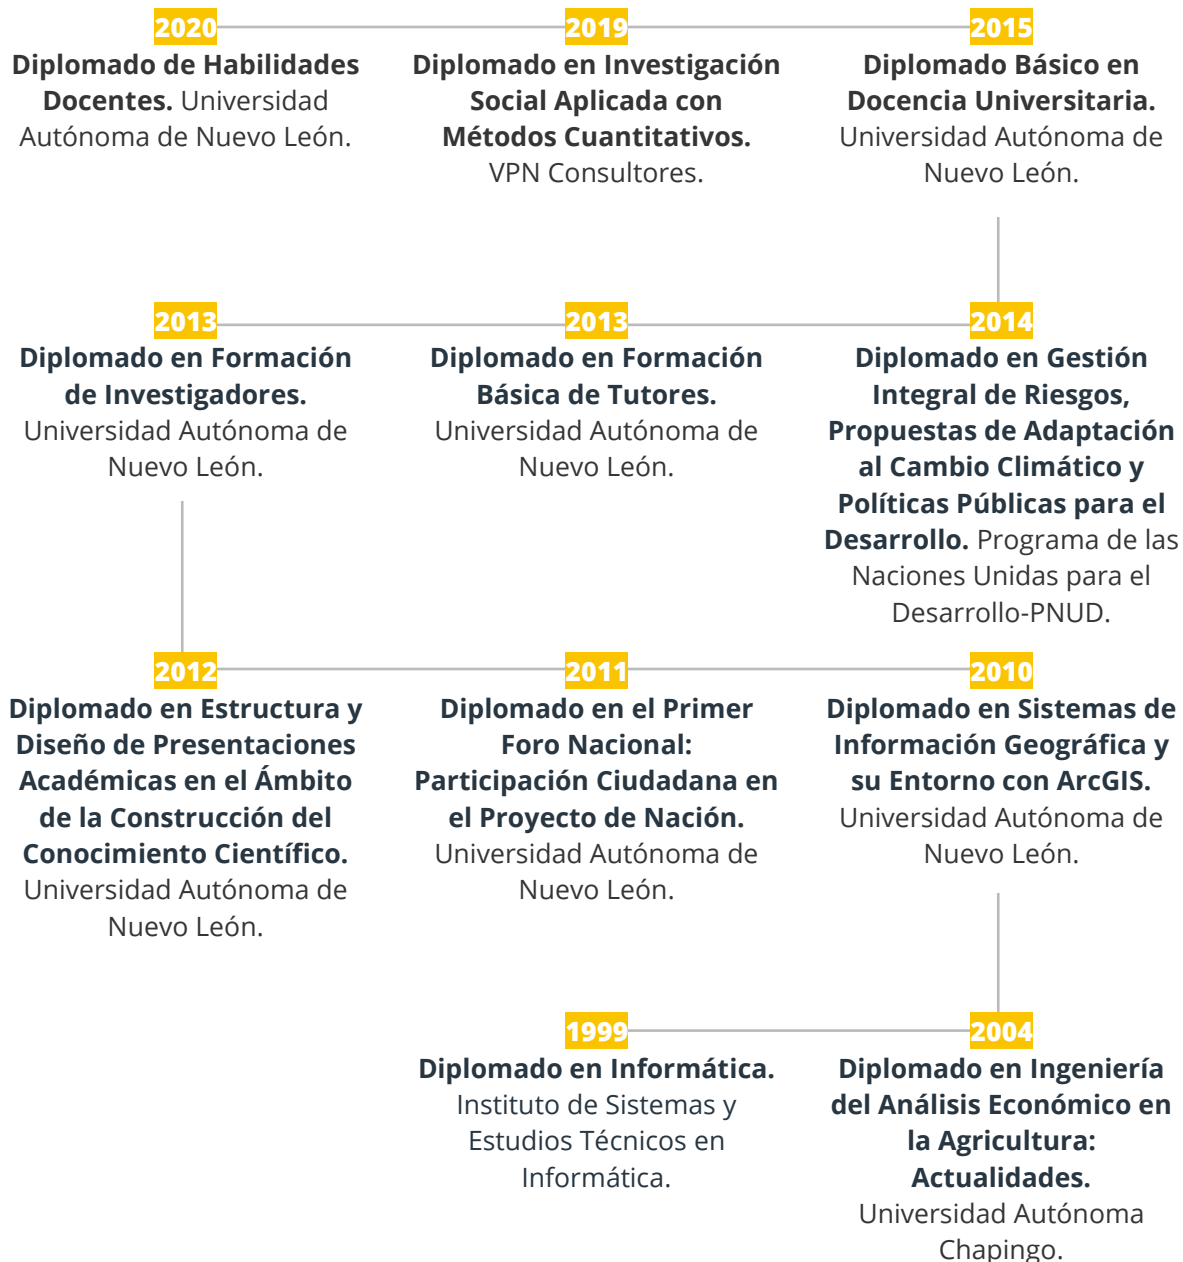 2020
Diplomado de Habilidades
Docentes. Universidad
Autónoma de Nuevo León.
2019
Diplomado en Investigación
Social Aplicada con
Métodos Cuantitativos.
VPN Consultores.
2015
Diplomado Básico en
Docencia Universitaria.
Universidad Autónoma de
Nuevo León.
2014
Diplomado en Gestión
Integral de Riesgos,
Propuestas de Adaptación
al Cambio Climático y
Políticas Públicas para el
Desarrollo. Programa de las
Naciones Unidas para el
Desarrollo-PNUD.
2013
Diplomado en Formación
Básica de Tutores.
Universidad Autónoma de
Nuevo León.
2013
Diplomado en Formación
de Investigadores.
Universidad Autónoma de
Nuevo León.
2012
Diplomado en Estructura y
Diseño de Presentaciones
Académicas en el Ámbito
de la Construcción del
Conocimiento Científico.
Universidad Autónoma de
Nuevo León.
2011
Diplomado en el Primer
Foro Nacional:
Participación Ciudadana en
el Proyecto de Nación.
Universidad Autónoma de
Nuevo León.
2010
Diplomado en Sistemas de
Información Geográfica y
su Entorno con ArcGIS.
Universidad Autónoma de
Nuevo León.
2004
Diplomado en Ingeniería
del Análisis Económico en
la Agricultura:
Actualidades.
Universidad Autónoma
Chapingo.
1999
Diplomado en Informática.
Instituto de Sistemas y
Estudios Técnicos en
Informática.